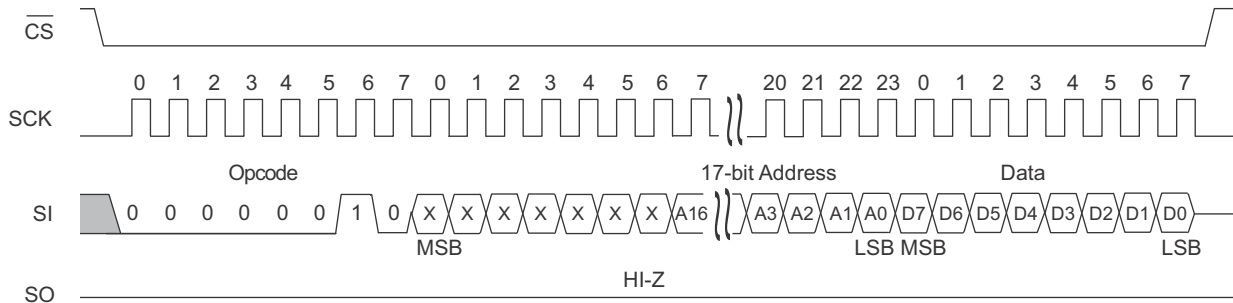 CS
0 1 2 3 4 5 6 7 0 1 2 3 4 5 6 7 20 21 22 23 0 1 2 3 4 5 6 7
SCK
Opcode 17-bit Address Data
SI 0 0 0 0 0 0 1 0 X X X X X X X A16 A3 A2 A1 A0 D7 D6 D5 D4 D3 D2 D1 D0
MSB LSB MSB LSB
HI-Z
SO